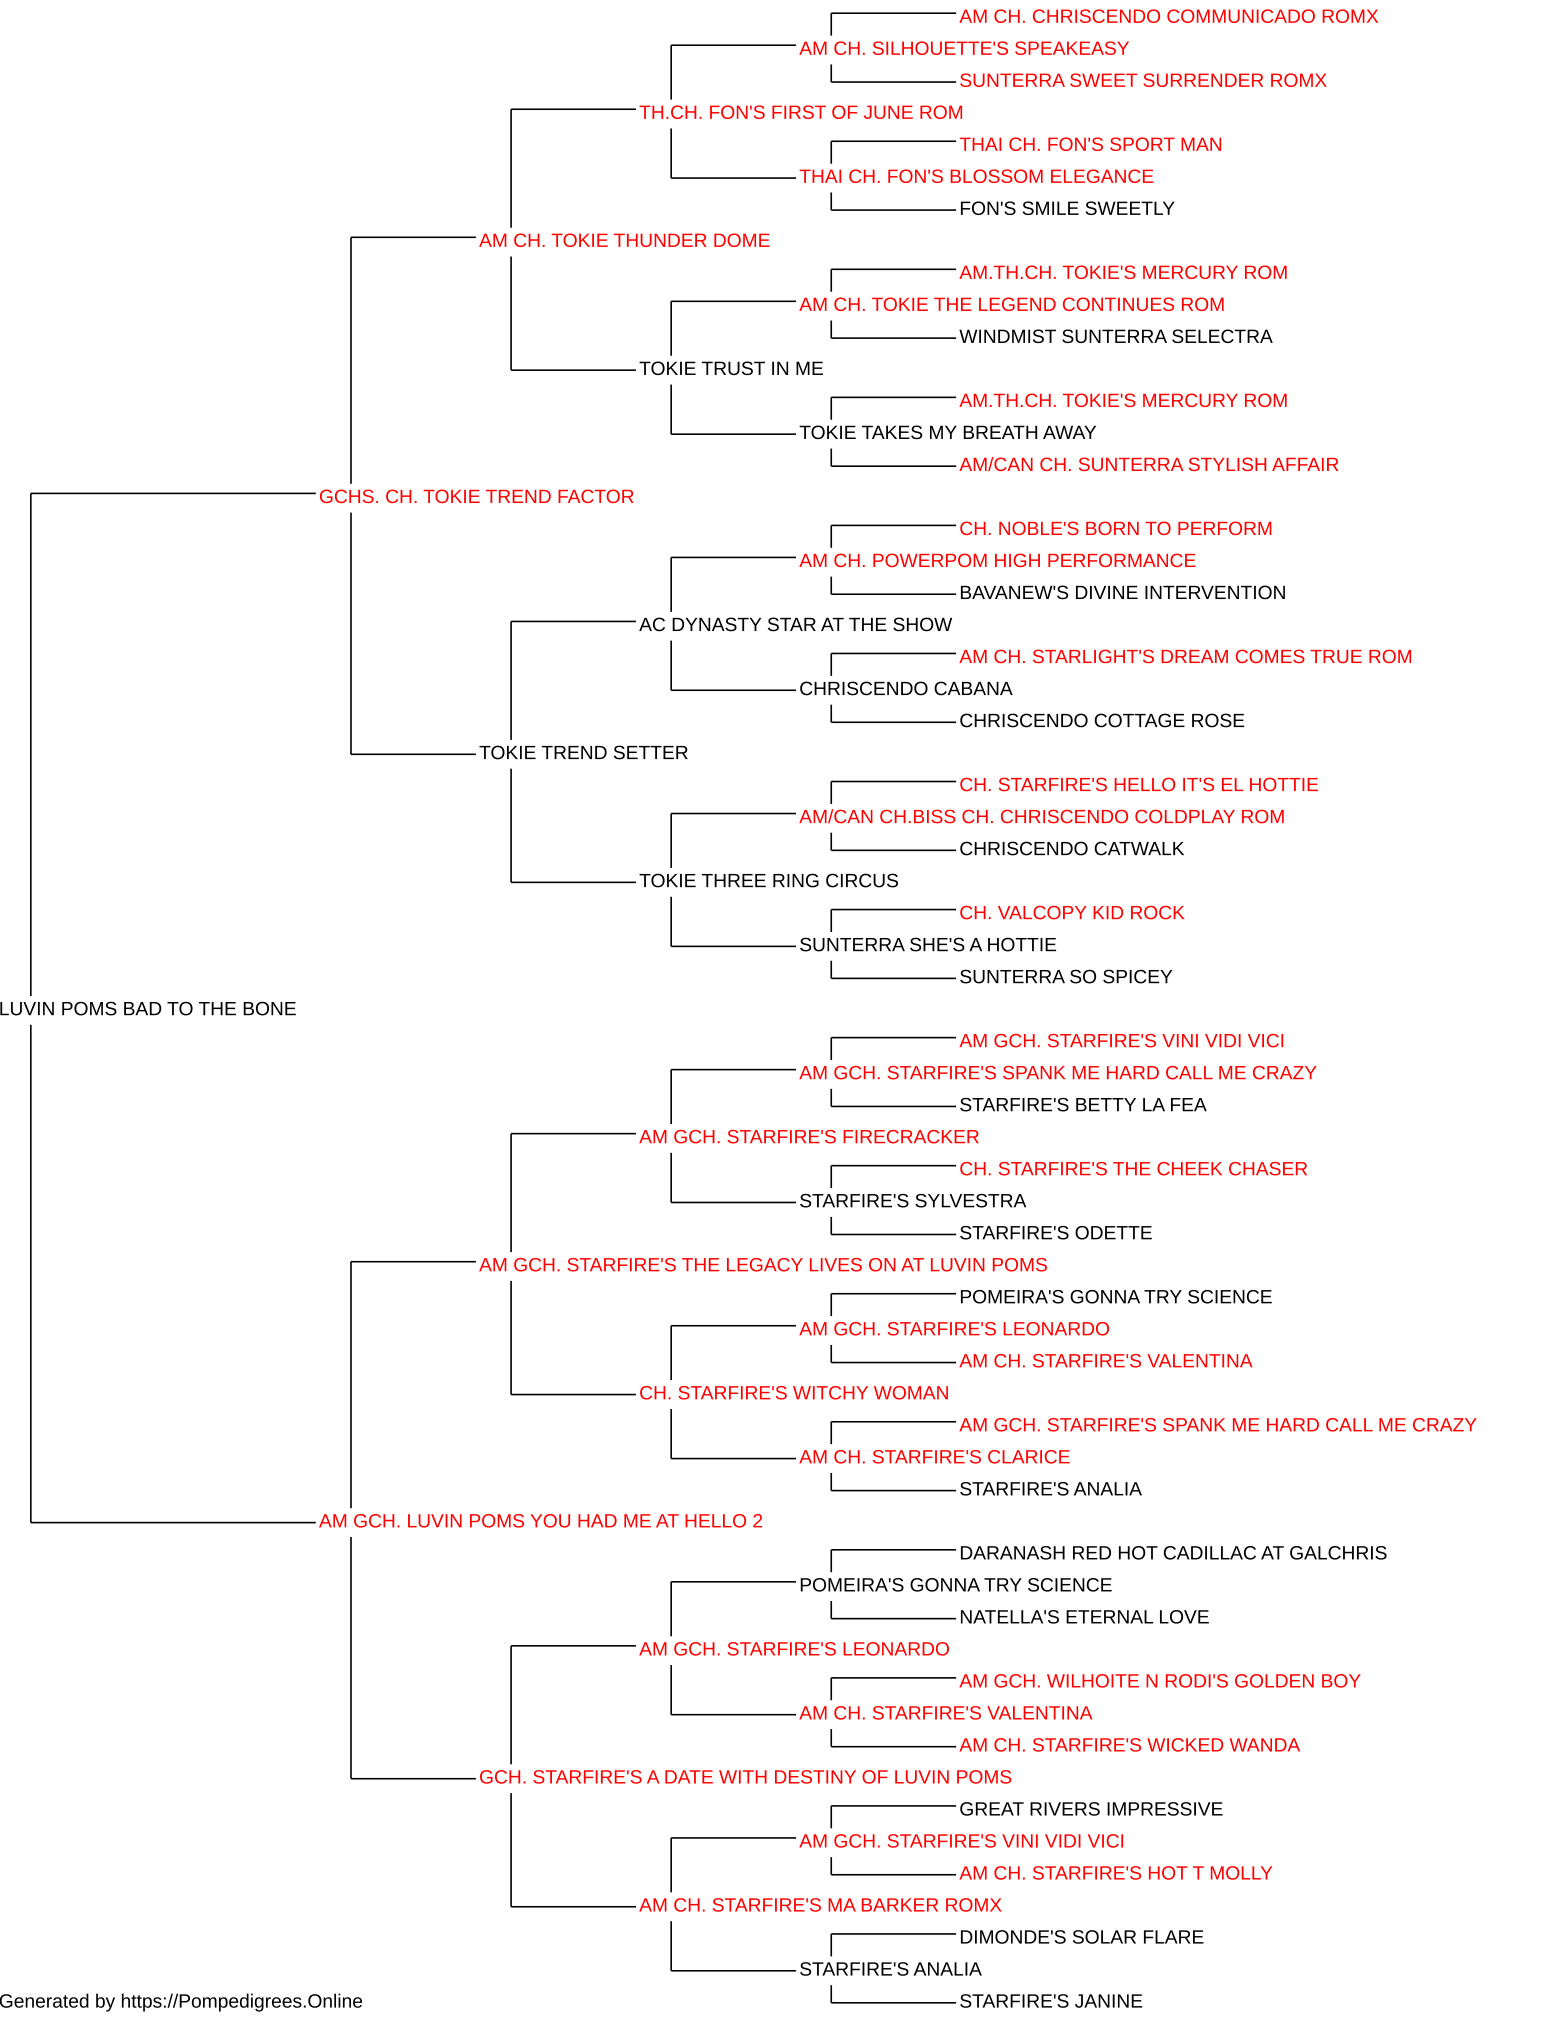 AM CH. CHRISCENDO COMMUNICADO ROMX
AM CH. SILHOUETTE'S SPEAKEASY
SUNTERRA SWEET SURRENDER ROMX
TH.CH. FON'S FIRST OF JUNE ROM
THAI CH. FON'S SPORT MAN
THAI CH. FON'S BLOSSOM ELEGANCE
FON'S SMILE SWEETLY
AM CH. TOKIE THUNDER DOME
AM.TH.CH. TOKIE'S MERCURY ROM
AM CH. TOKIE THE LEGEND CONTINUES ROM
WINDMIST SUNTERRA SELECTRA
TOKIE TRUST IN ME
AM.TH.CH. TOKIE'S MERCURY ROM
TOKIE TAKES MY BREATH AWAY
AM/CAN CH. SUNTERRA STYLISH AFFAIR
GCHS. CH. TOKIE TREND FACTOR
CH. NOBLE'S BORN TO PERFORM
AM CH. POWERPOM HIGH PERFORMANCE
BAVANEW'S DIVINE INTERVENTION
AC DYNASTY STAR AT THE SHOW
AM CH. STARLIGHT'S DREAM COMES TRUE ROM
CHRISCENDO CABANA
CHRISCENDO COTTAGE ROSE
TOKIE TREND SETTER
CH. STARFIRE'S HELLO IT'S EL HOTTIE
AM/CAN CH.BISS CH. CHRISCENDO COLDPLAY ROM
CHRISCENDO CATWALK
TOKIE THREE RING CIRCUS
CH. VALCOPY KID ROCK
SUNTERRA SHE'S A HOTTIE
SUNTERRA SO SPICEY
LUVIN POMS BAD TO THE BONE
AM GCH. STARFIRE'S VINI VIDI VICI
AM GCH. STARFIRE'S SPANK ME HARD CALL ME CRAZY
STARFIRE'S BETTY LA FEA
AM GCH. STARFIRE'S FIRECRACKER
CH. STARFIRE'S THE CHEEK CHASER
STARFIRE'S SYLVESTRA
STARFIRE'S ODETTE
AM GCH. STARFIRE'S THE LEGACY LIVES ON AT LUVIN POMS
POMEIRA'S GONNA TRY SCIENCE
AM GCH. STARFIRE'S LEONARDO
AM CH. STARFIRE'S VALENTINA
CH. STARFIRE'S WITCHY WOMAN
AM GCH. STARFIRE'S SPANK ME HARD CALL ME CRAZY
AM CH. STARFIRE'S CLARICE
STARFIRE'S ANALIA
AM GCH. LUVIN POMS YOU HAD ME AT HELLO 2
DARANASH RED HOT CADILLAC AT GALCHRIS
POMEIRA'S GONNA TRY SCIENCE
NATELLA'S ETERNAL LOVE
AM GCH. STARFIRE'S LEONARDO
AM GCH. WILHOITE N RODI'S GOLDEN BOY
AM CH. STARFIRE'S VALENTINA
AM CH. STARFIRE'S WICKED WANDA
GCH. STARFIRE'S A DATE WITH DESTINY OF LUVIN POMS
GREAT RIVERS IMPRESSIVE
AM GCH. STARFIRE'S VINI VIDI VICI
AM CH. STARFIRE'S HOT T MOLLY
AM CH. STARFIRE'S MA BARKER ROMX
DIMONDE'S SOLAR FLARE
STARFIRE'S ANALIA
STARFIRE'S JANINE
Generated by https://Pompedigrees.Online